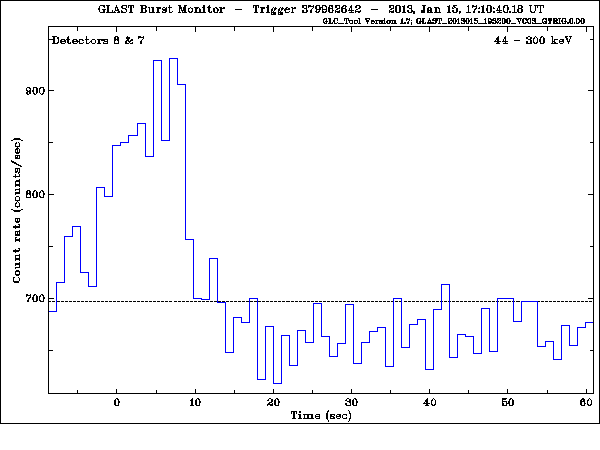 GLAST Burst Monitor - Trigger 379962642 - 2013, Jan 15, 17:10:40.18 UT
GLC_Tool Version 1.7; GLAST_2013015_195200_VC03_GTRIG.0.00
Detectors 8 & 7 44 - 300 keV
900
800
700
Count rate (counts/sec)
0 10 20 30 40 50 60
Time (sec)